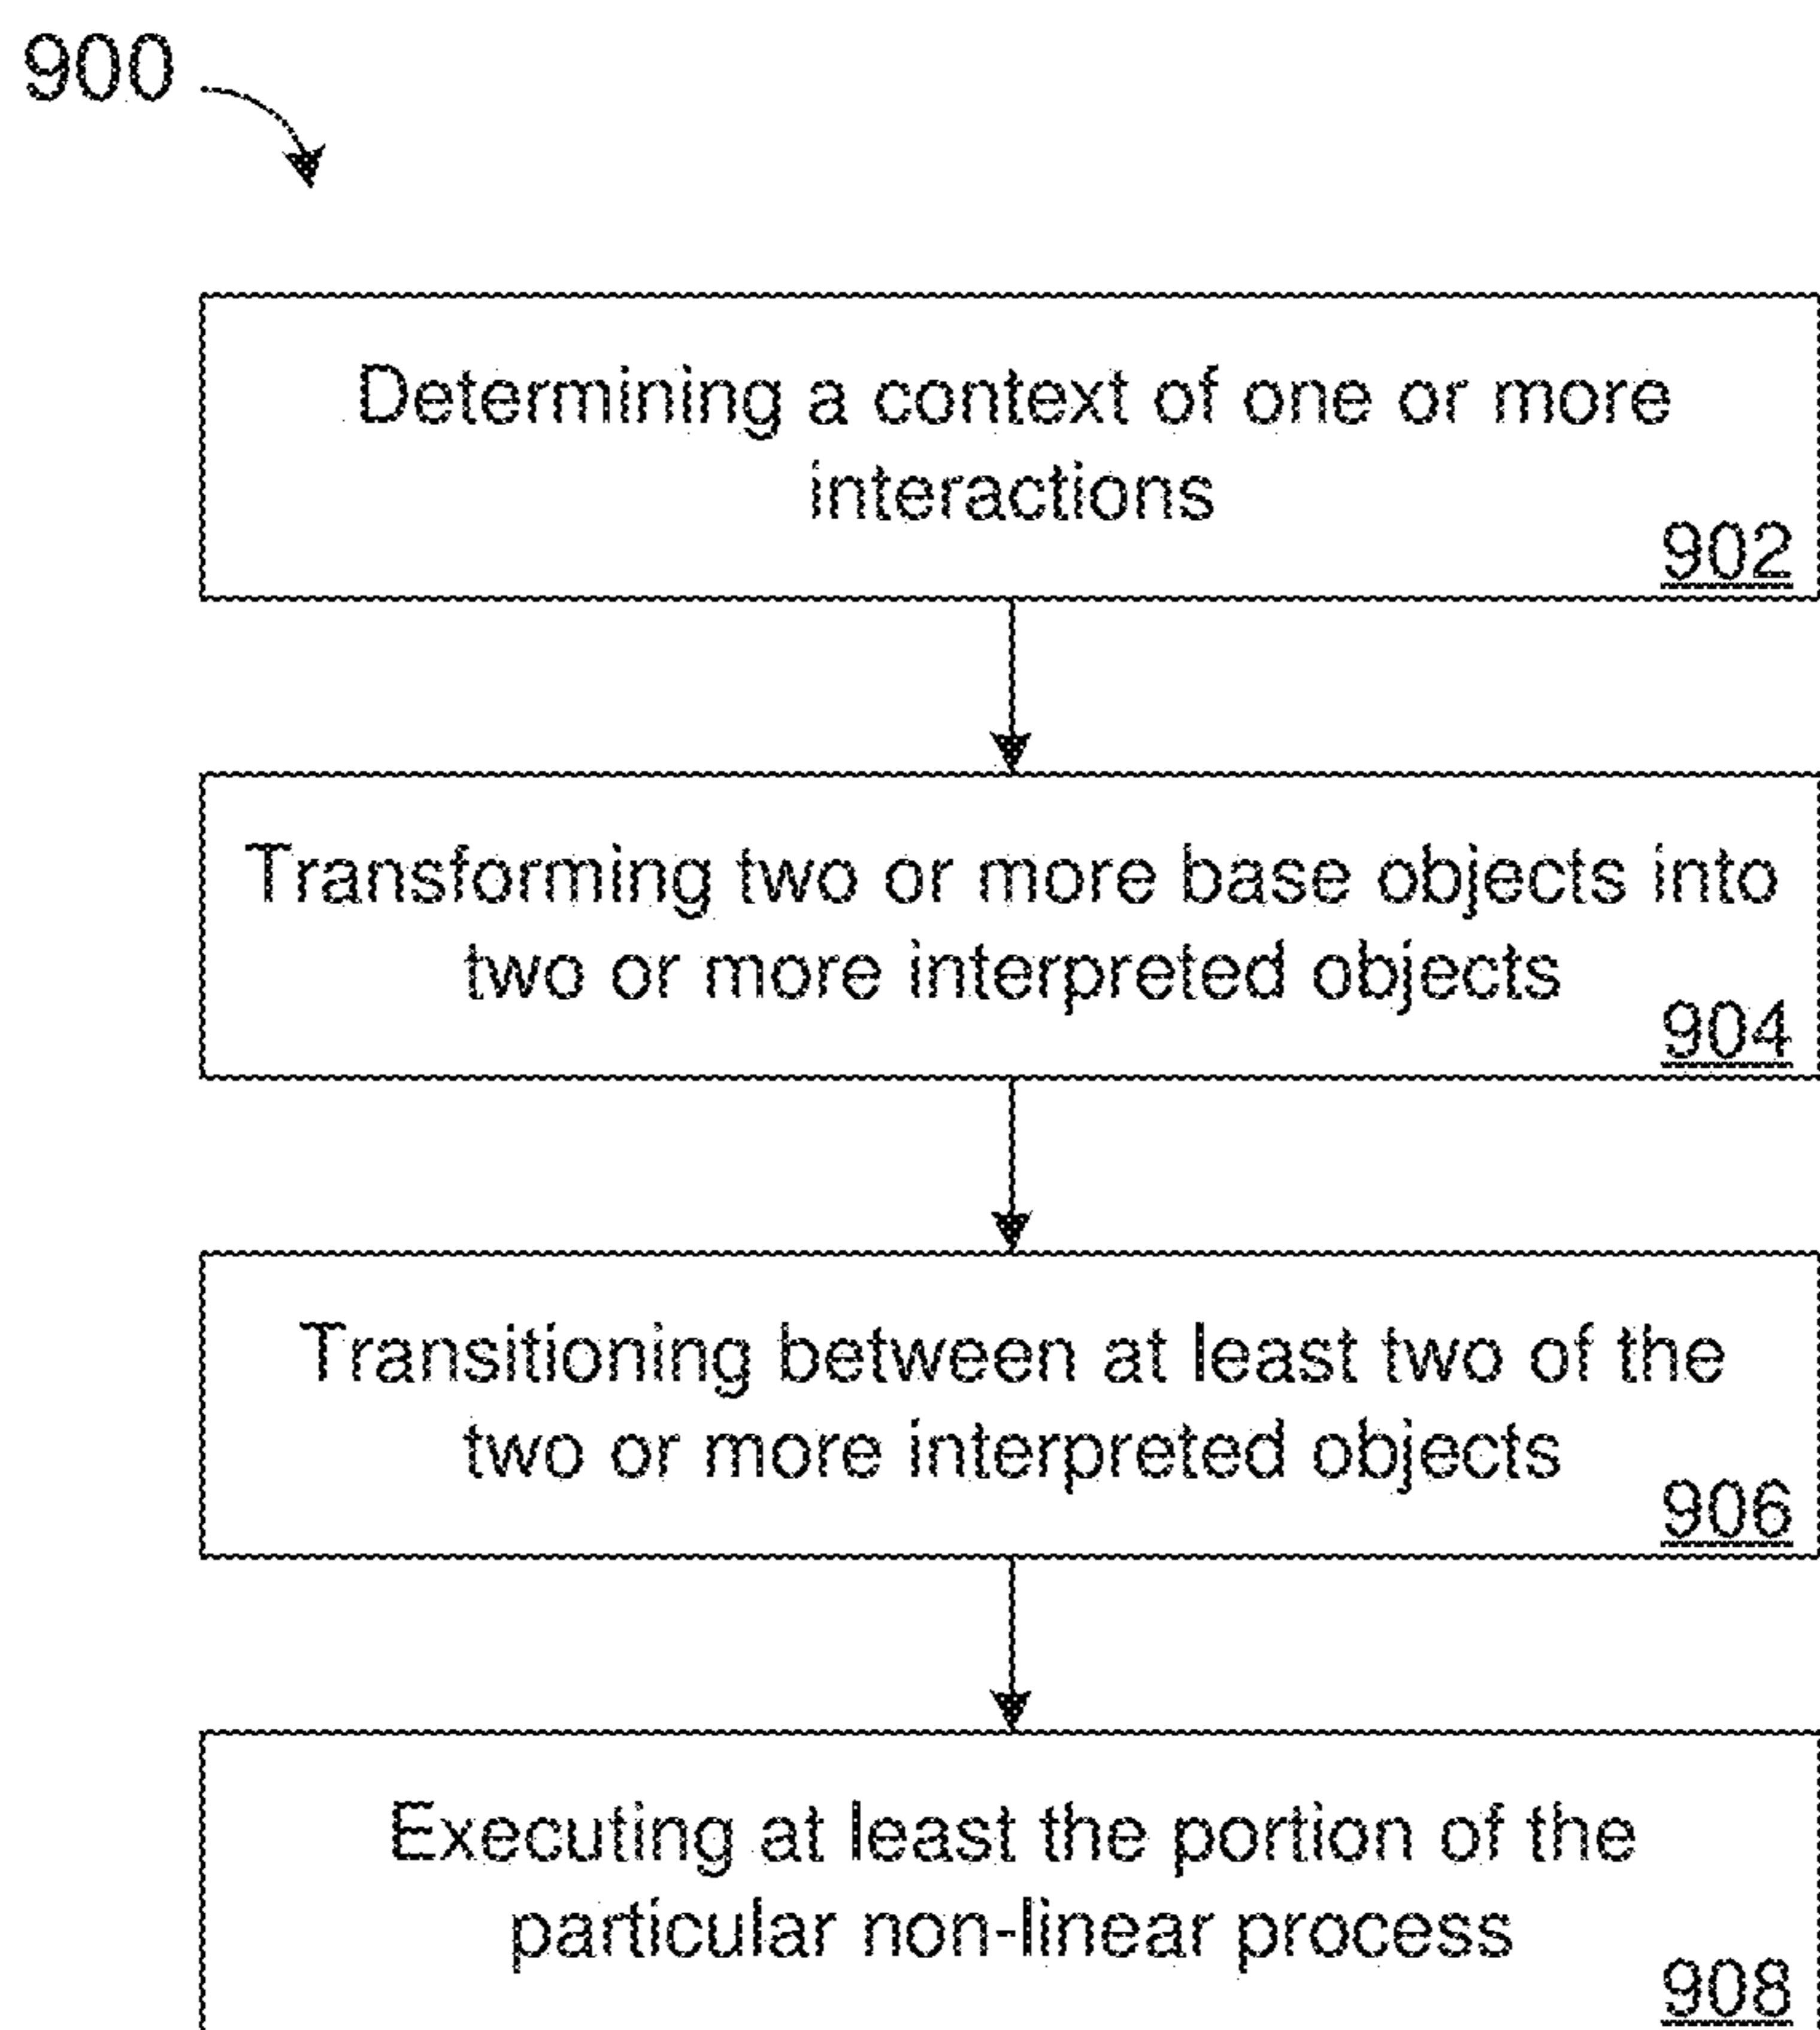 900
Determining a context of one or more
interactions
902
Transforming two or more base objects into
two or more interpreted objects
904
Transitioning between at least two of the
two or more interpreted objects
906
Executing at least the portion of the
particular non-linear process
908